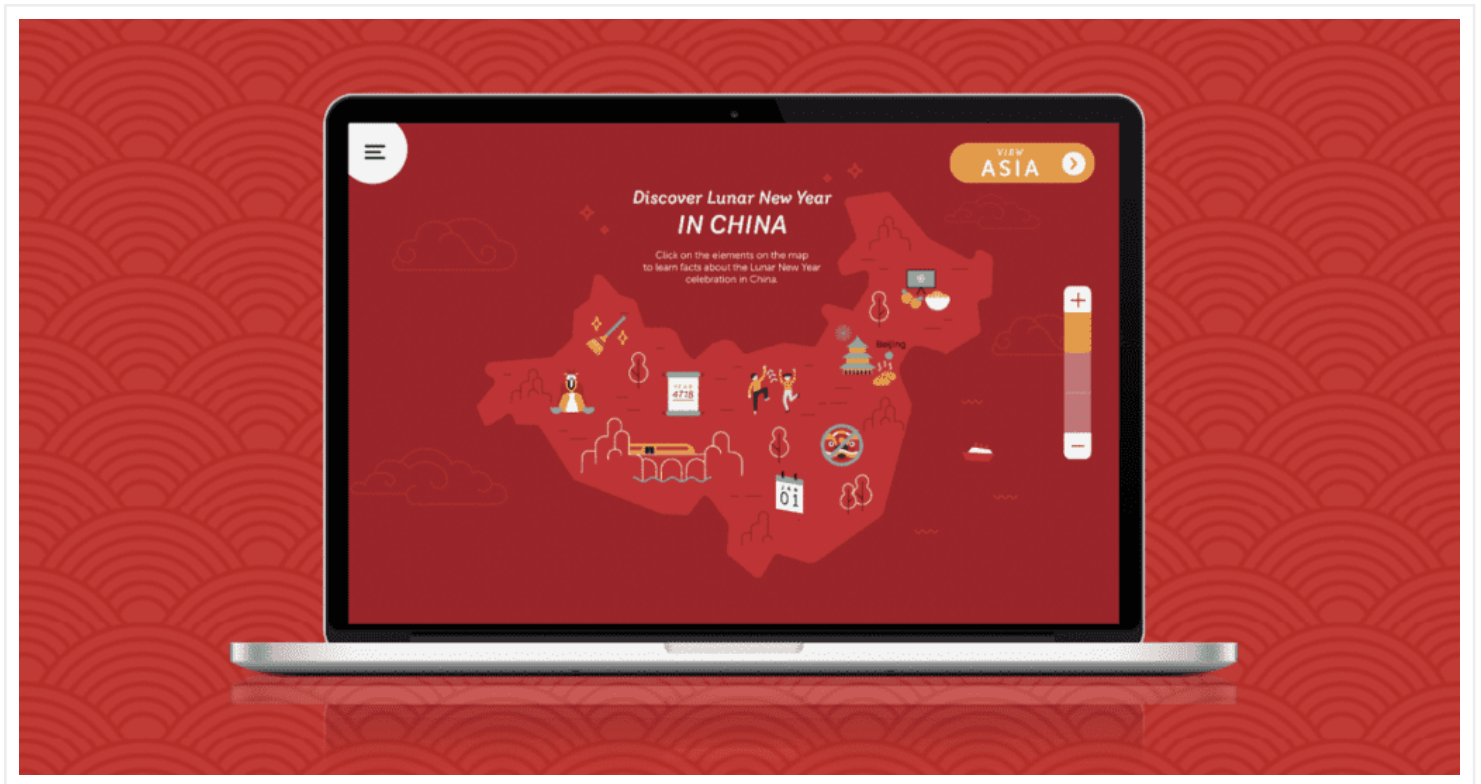 VIEW
ASIA
Discover Lunar New Year
IN CHINA
Click on the elements on the map
to learn facts about the Lunar New Year
celebration in China.
Beijing
YEAR
4718
JAN
01